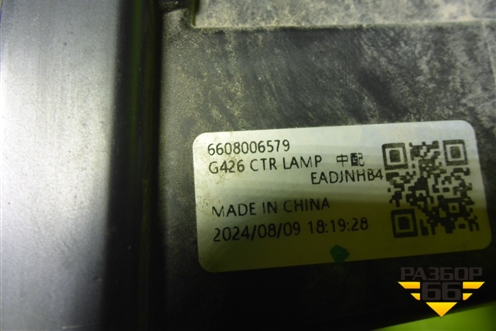 6608006579
G426 CTR LAMP 中配
EADJNHB4
MADE IN CHINA
2024/08/09 18:19:28
РАЗБОР
66